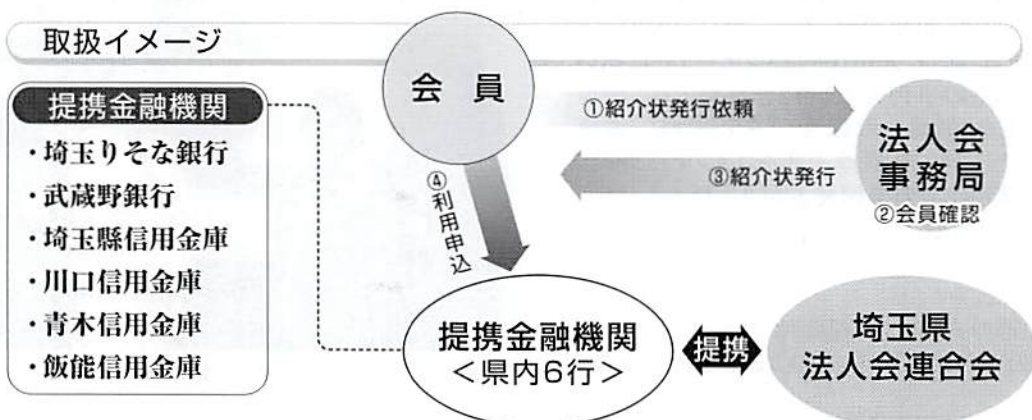 取扱イメージ
提携金融機関
・埼玉りそな銀行
・武蔵野銀行
・埼玉縣信用金庫
・川口信用金庫
・青木信用金庫
・飯能信用金庫
会 員
①紹介状発行依頼
③紹介状発行
法人会
事務局
②会員確認
④利用申込
提携金融機関
＜県内6行＞
提携
埼玉県
法人会連合会